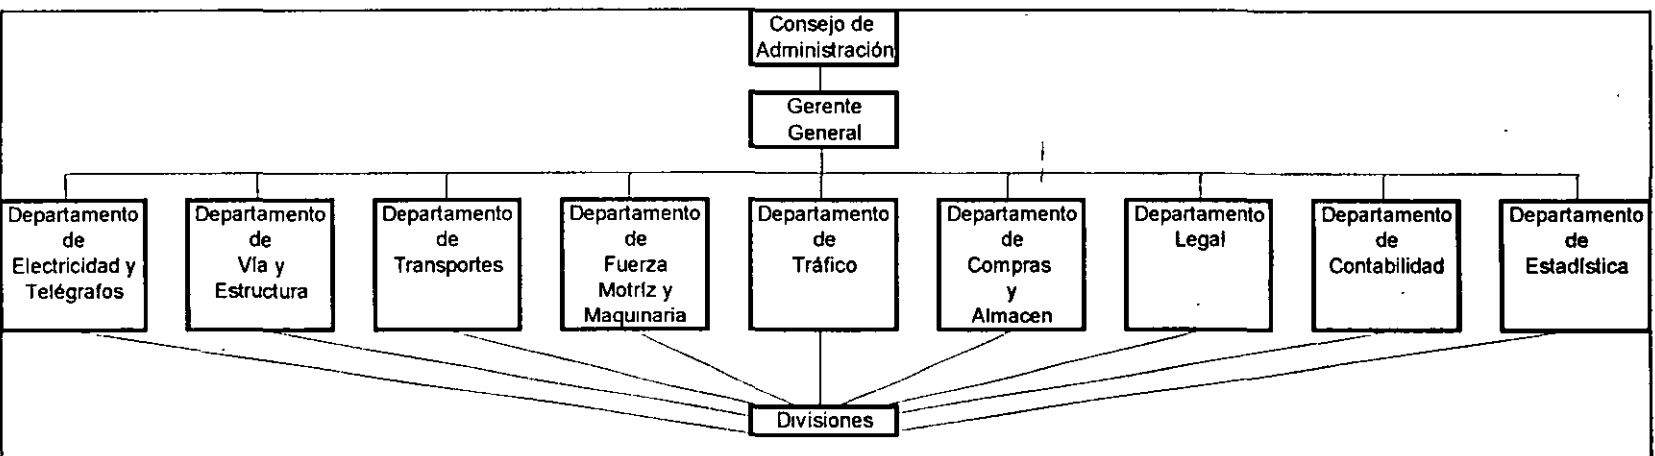 Consejo de
Administración
Gerente
General
Departamento
de
Electricidad y
Telégrafos
Departamento
de
Vía y
Estructura
Departamento
de
Transportes
Departamento
de
Fuerza
Motríz y
Maquinaria
Departamento
de
Tráfico
Departamento
de
Compras
y
Almacen
Departamento
Legal
Departamento
de
Contabilidad
Departamento
de
Estadística
Divisiones